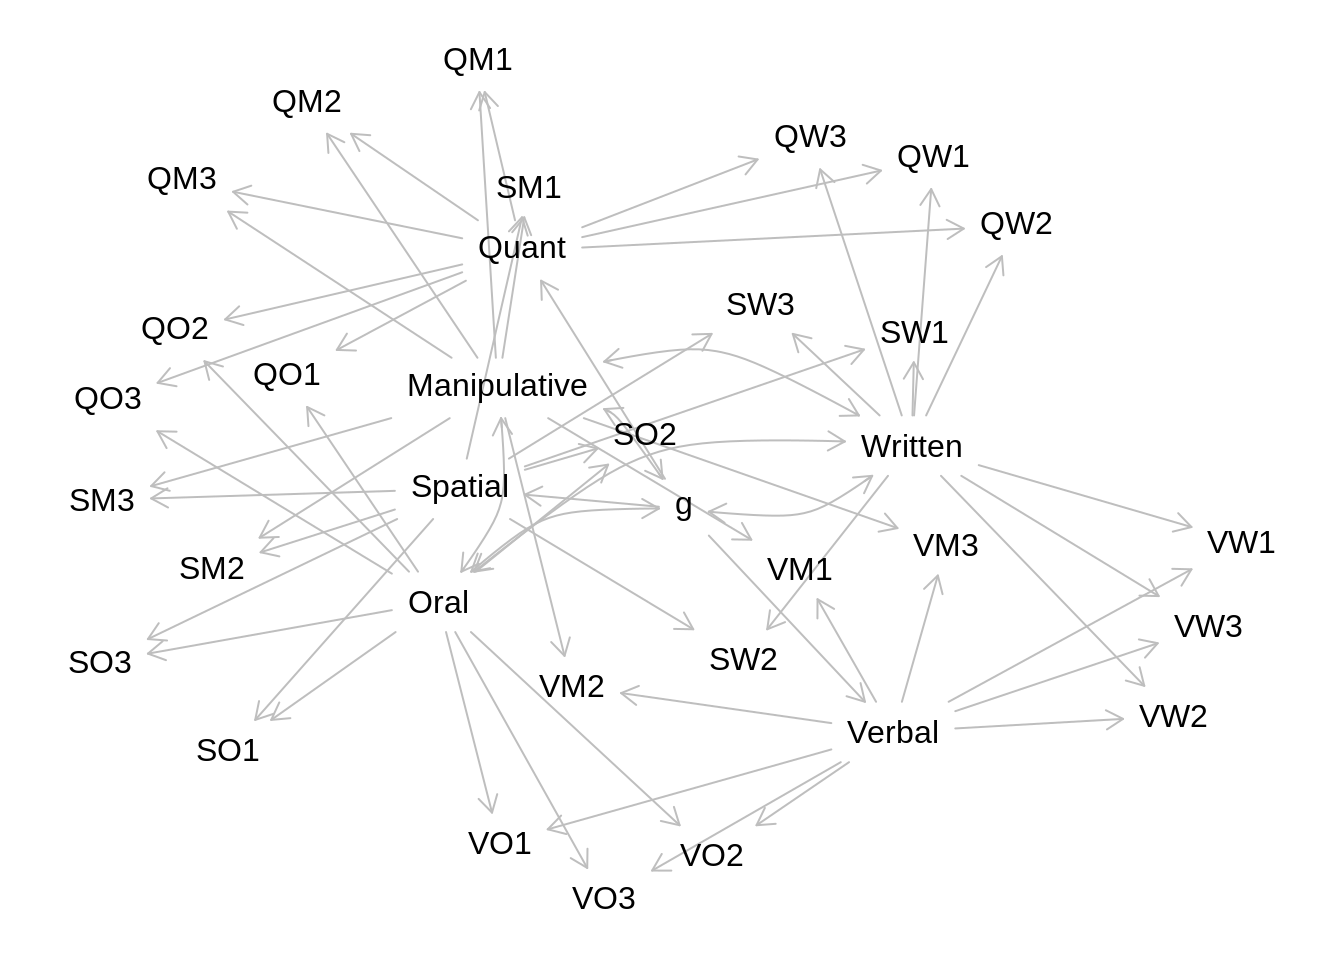 QM1
QM2
QW3
QW1
QM3
SM1
QW2
Quant
SW3
QO2
SW1
QO1
Manipulative
QO3
SO2
Written
Spatial
SM3
g
VM3
VW1
SM2
VM1
Oral
VW3
SO3
SW2
VM2
VW2
Verbal
SO1
VO1
VO2
VO3